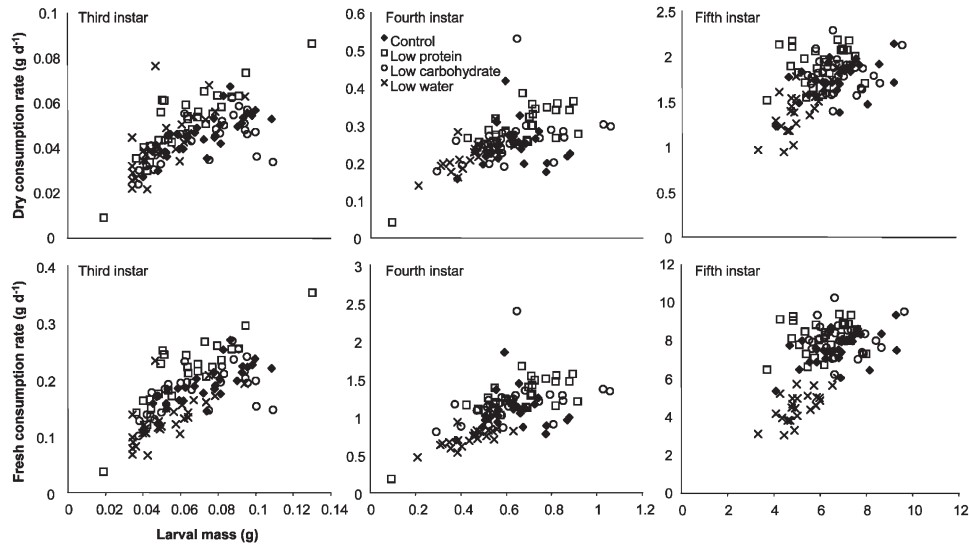 Third instar
Dry consumption rate (g d-1)
0.1
0.08
0.06
0.04
0.02
0
Fourth instar
Control
Low protein
Low carbohydrate
Low water
0.6
0.5
0.4
0.3
0.2
0.1
0
Fifth instar
2.5
2
1.5
1
0.5
0
Third instar
Fresh consumption rate (g d-1)
0.4
0.3
0.2
0.1
0
0 0.02 0.04 0.06 0.08 0.1 0.12 0.14
Larval mass (g)
Fourth instar
3
2.5
2
1.5
1
0.5
0
0 0.2 0.4 0.6 0.8 1 1.2
Fifth instar
12
10
8
6
4
2
0
0 2 4 6 8 10 12